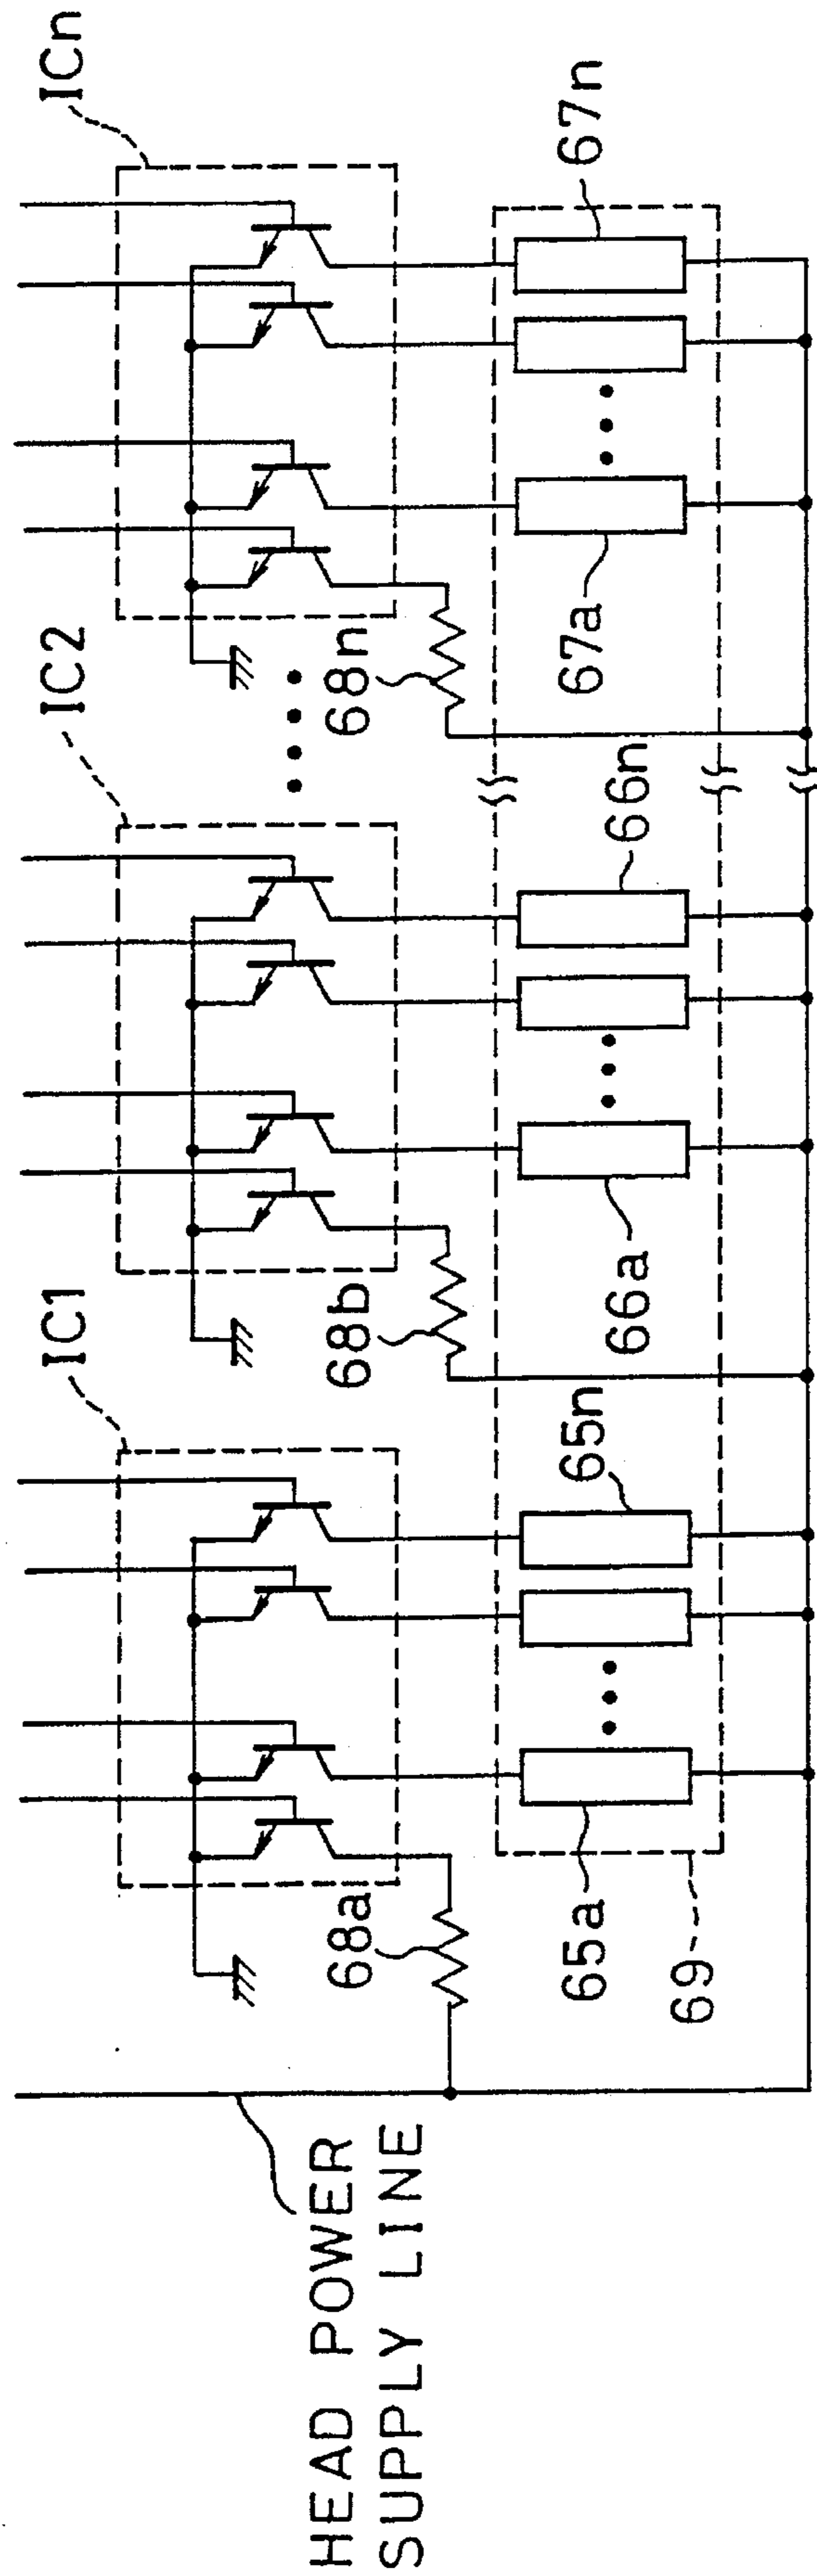 IC1
IC2
ICn
68a
68b
68n
65a
65n
66a
66n
67a
67n
69
HEAD POWER
SUPPLY LINE